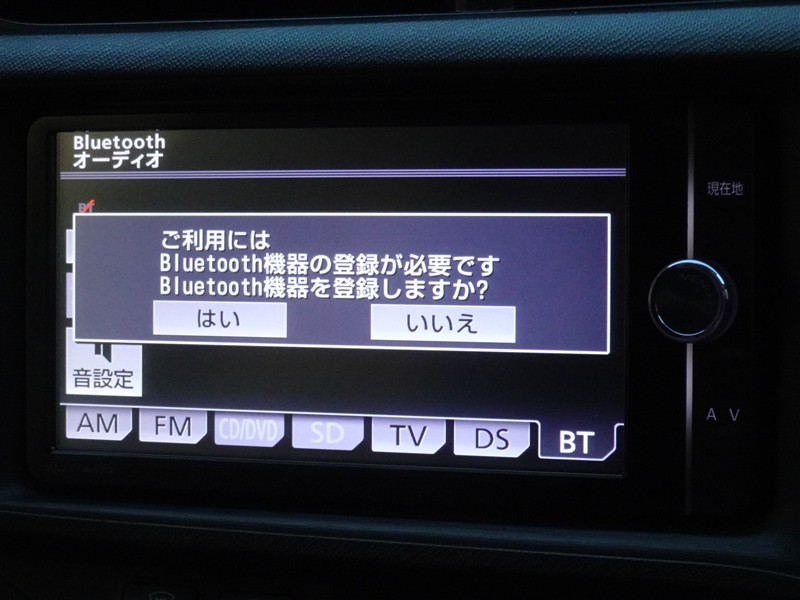 Bluetooth
オーディオ
現在地
ご利用には
Bluetooth機器の登録が必要です
Bluetooth機器を登録しますか?
はい いいえ
MENU
音設定
AM FM CD/DVD SD TV DS BT
A V